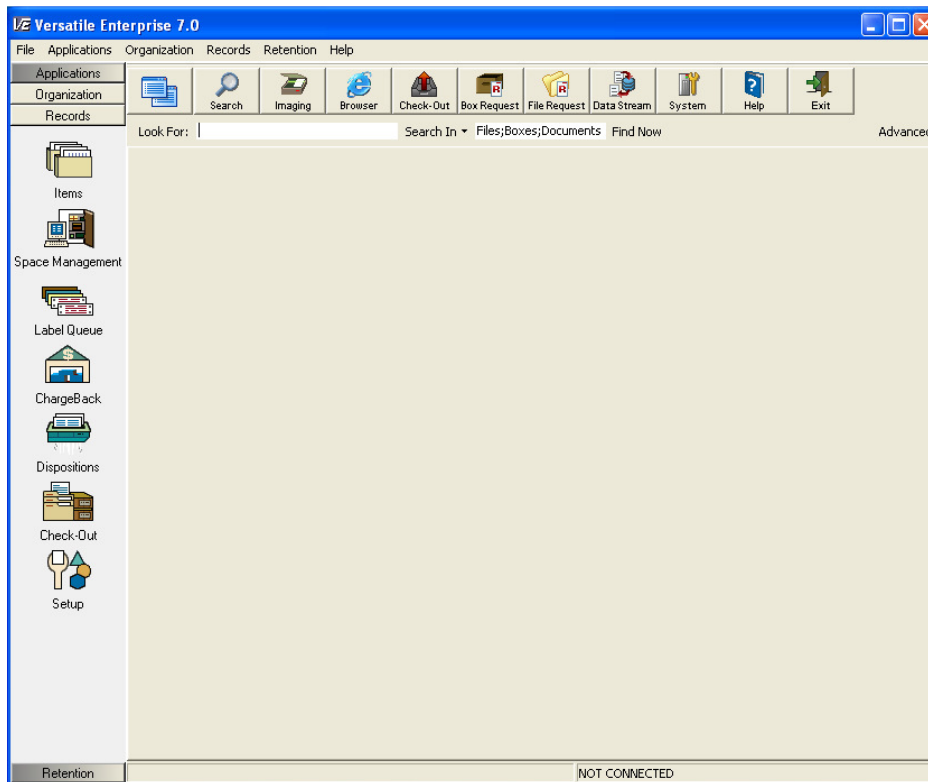 VE Versatile Enterprise 7.0
File Applications Organization Records Retention Help
Applications
Organization
Records
Search Imaging Browser Check-Out Box Request File Request Data Stream System Help Exit
Look For: Search In Files;Boxes;Documents Find Now Advanced
Items
Space Management
Label Queue
ChargeBack
Dispositions
Check-Out
Setup
Retention
NOT CONNECTED